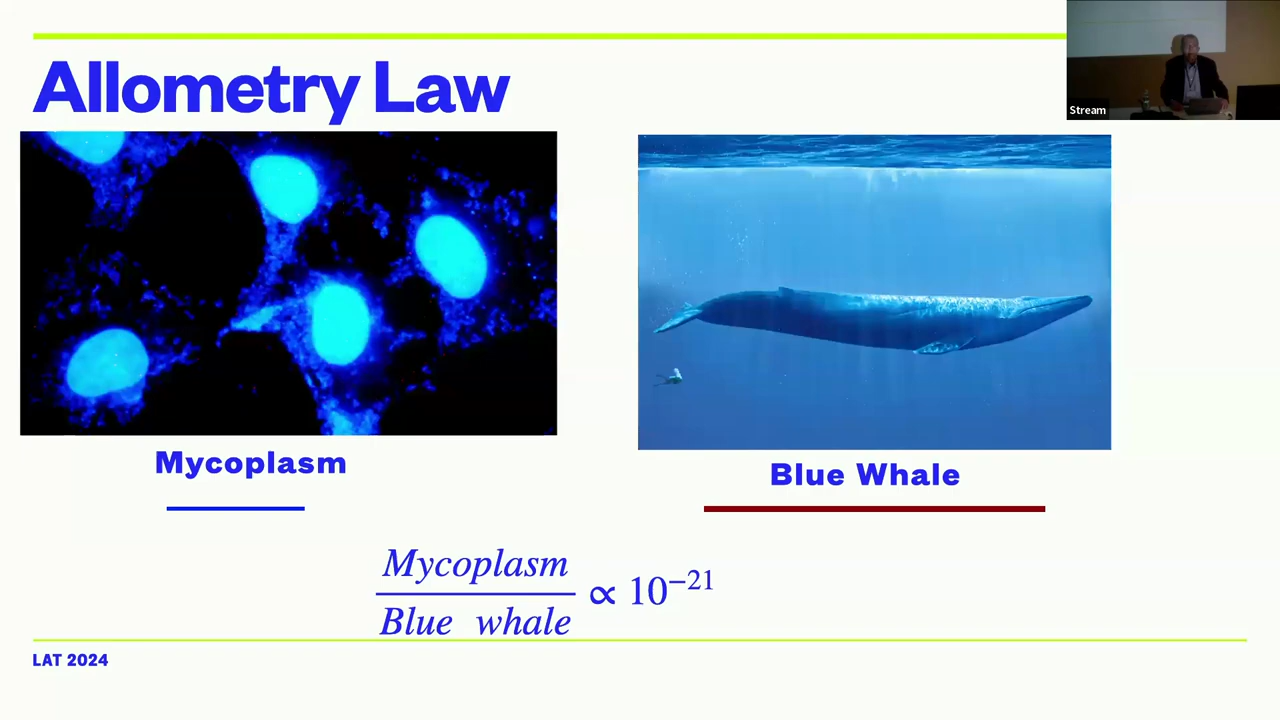 Allometry Law
Stream
Mycoplasm
Blue Whale
Mycoplasm
Blue whale
∝ 10⁻²¹
LAT 2024